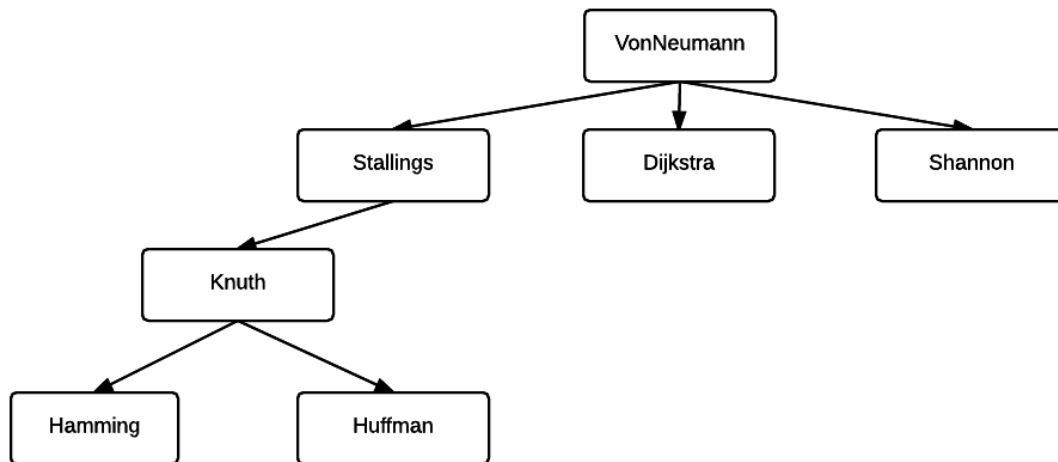 VonNeumann
Stallings
Dijkstra
Shannon
Knuth
Hamming
Huffman